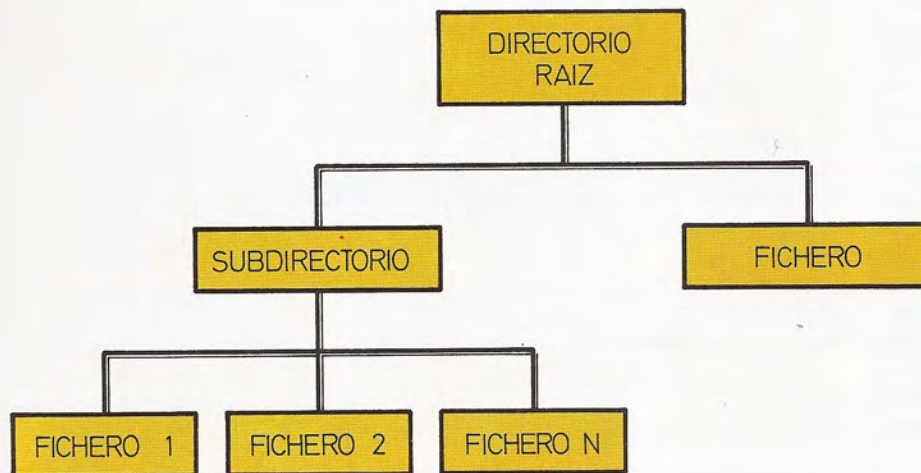 DIRECTORIO
RAIZ
SUBDIRECTORIO
FICHERO
FICHERO 1
FICHERO 2
FICHERO N